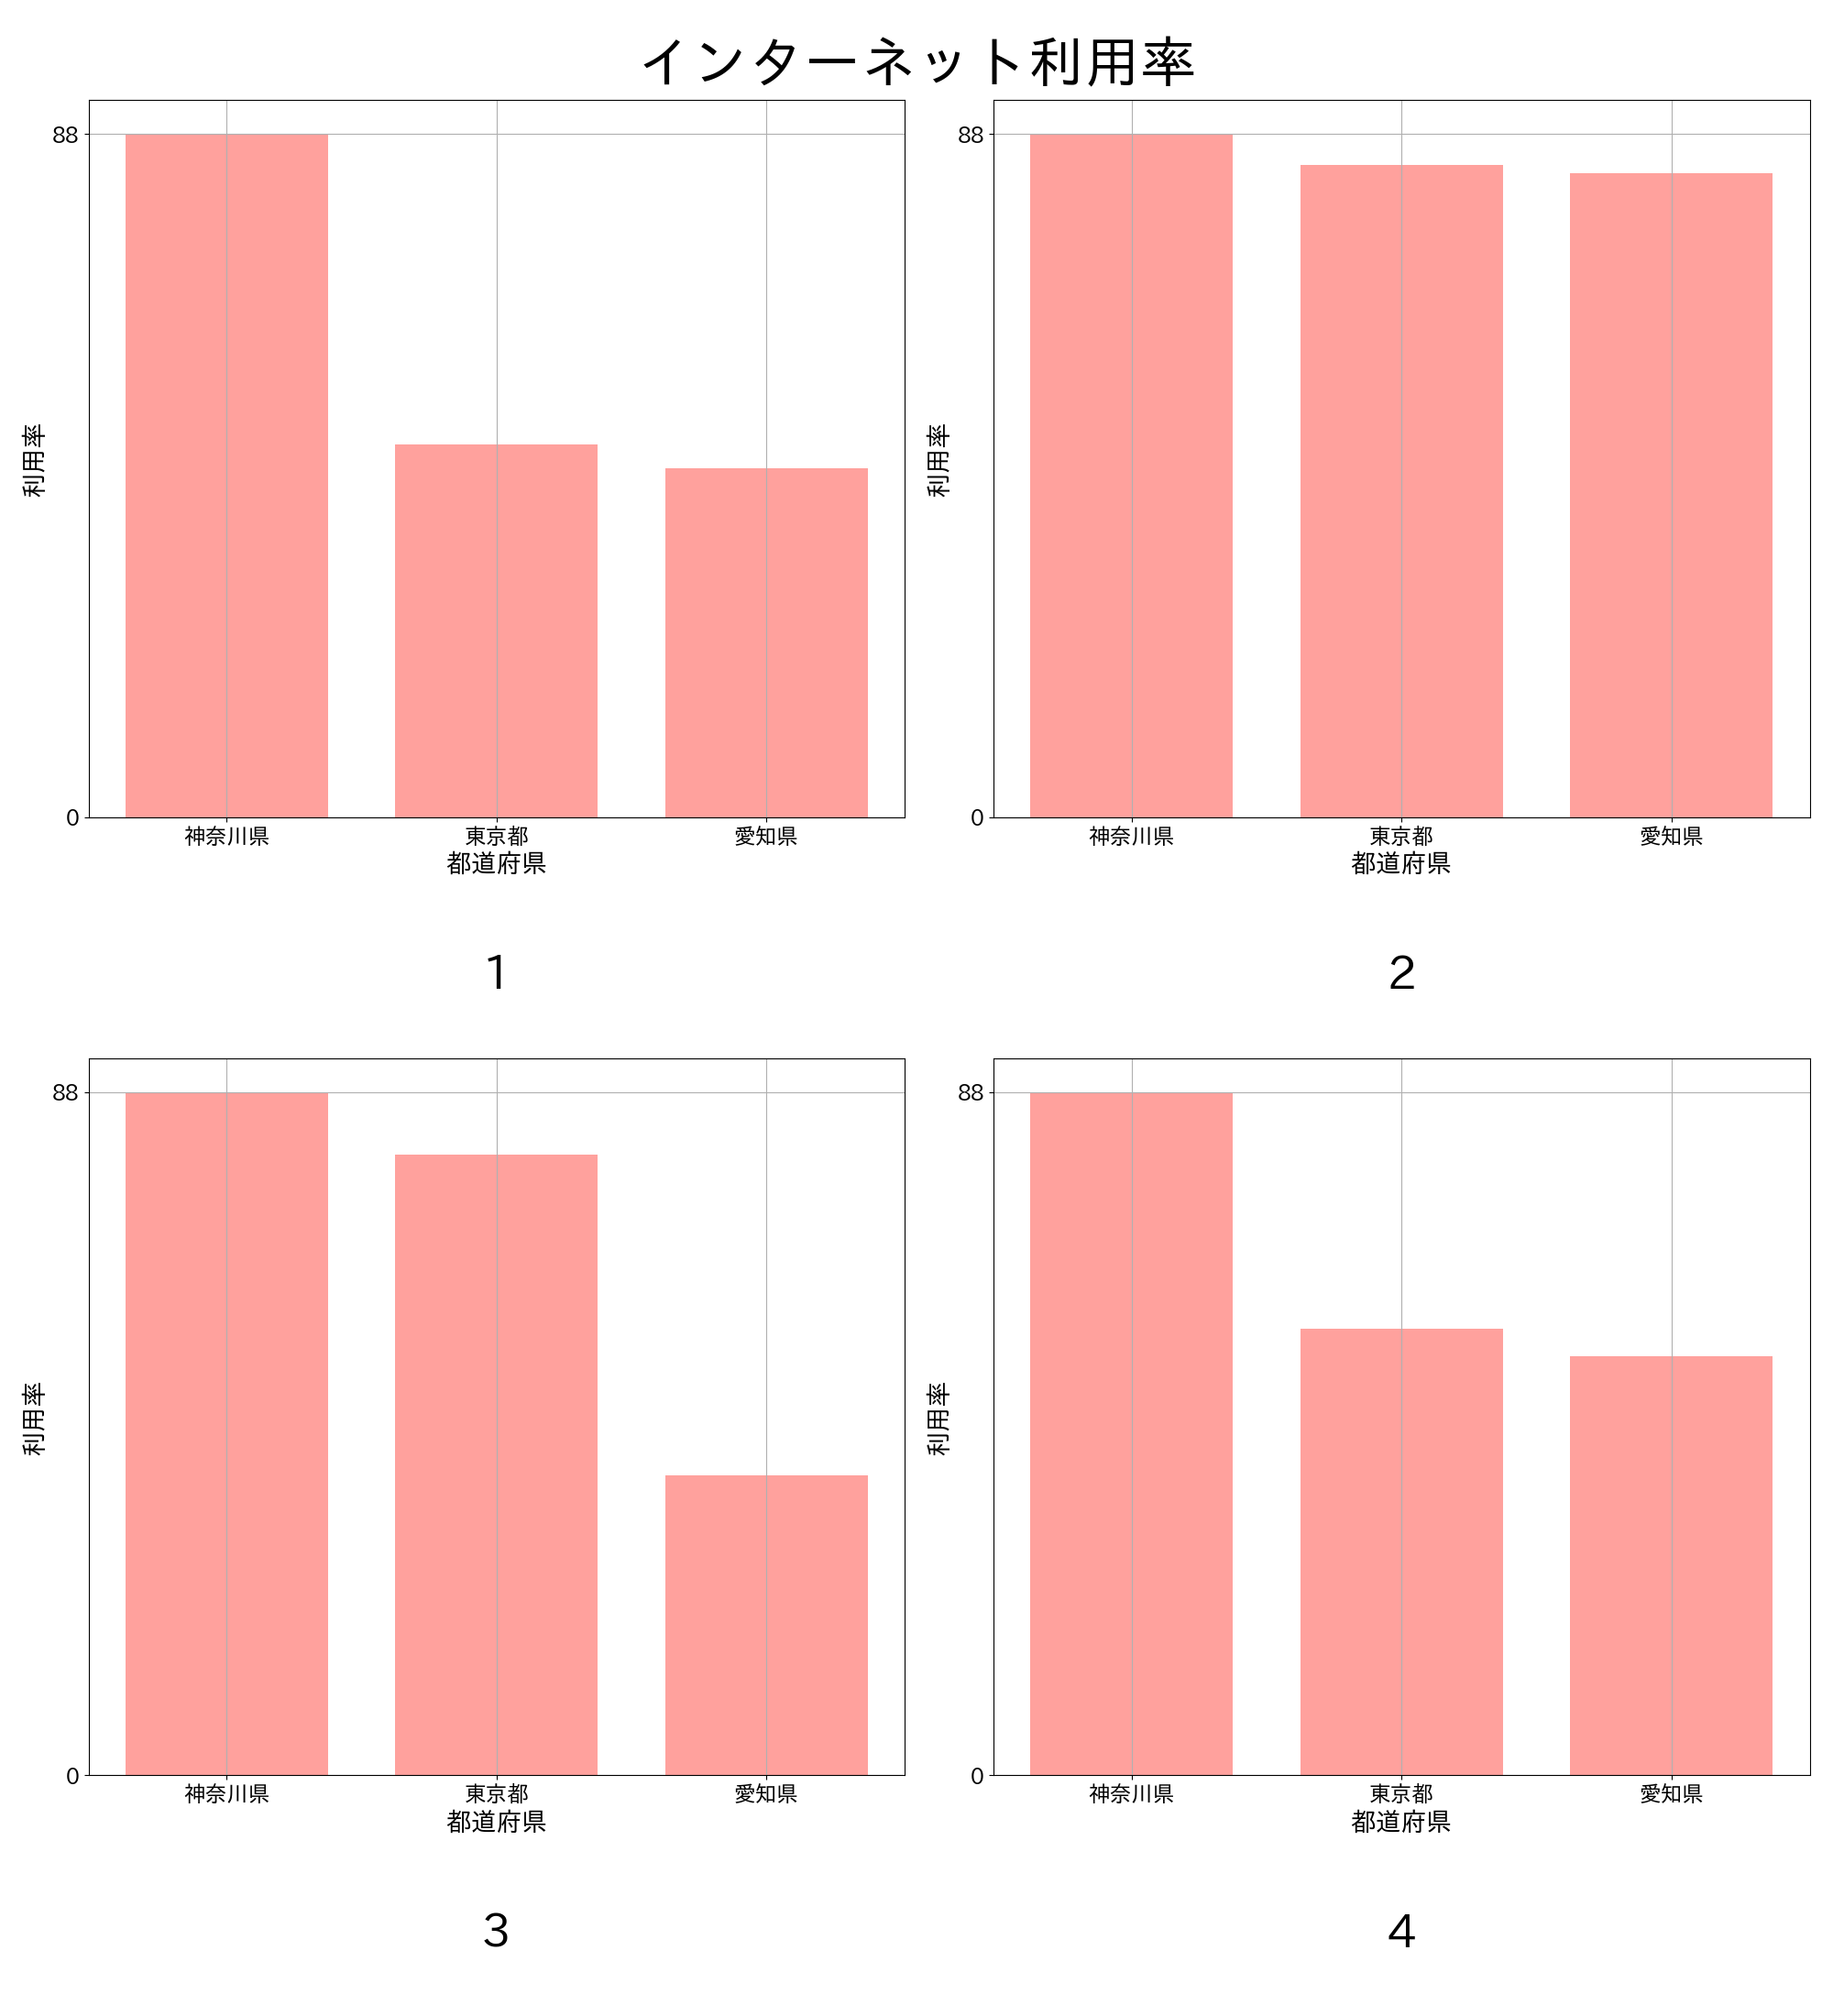 インターネット利用率
88
0
利用率
神奈川県 東京都 愛知県
都道府県
1
88
0
利用率
神奈川県 東京都 愛知県
都道府県
2
88
0
利用率
神奈川県 東京都 愛知県
都道府県
3
88
0
利用率
神奈川県 東京都 愛知県
都道府県
4